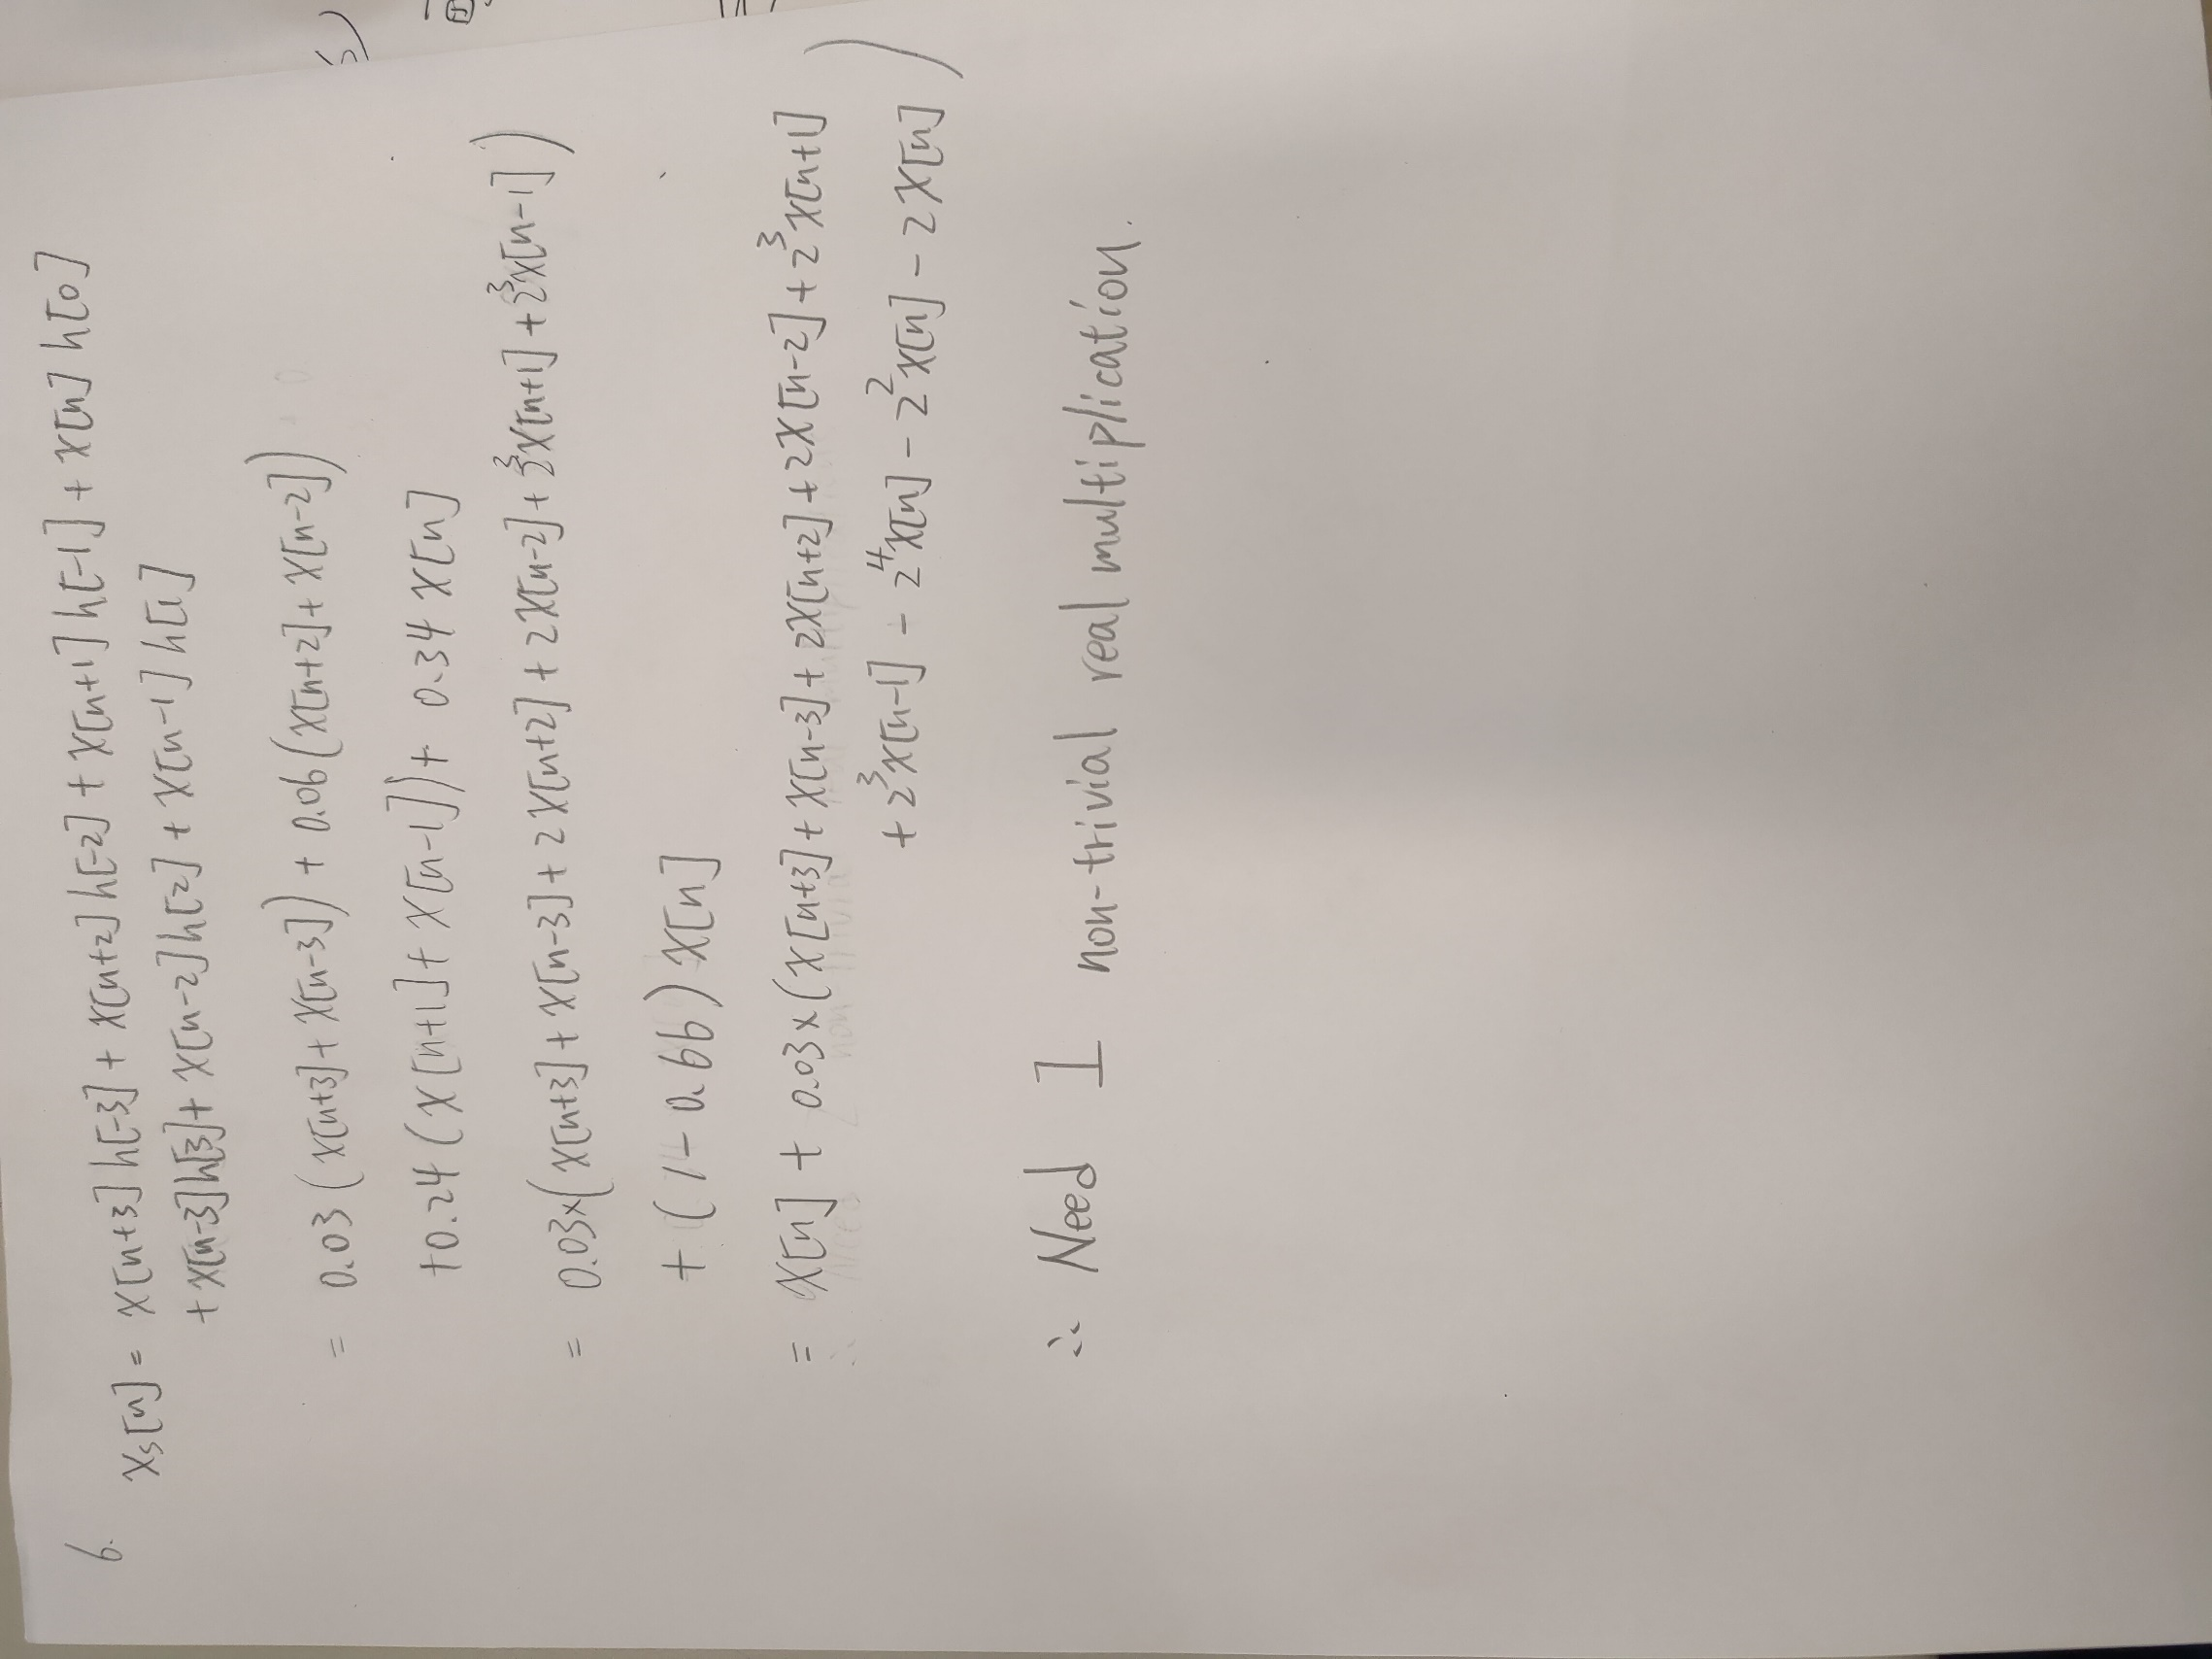 6.
x_s[n] = x[n+3]h[-3] + x[n+2]h[-2] + x[n+1]h[-1] + x[n]h[0]
+ x[n-3]h[3] + x[n-2]h[2] + x[n-1]h[1]
= 0.03(x[n+3] + x[n-3]) + 0.06(x[n+2] + x[n-2])
+0.24(x[n+1] + x[n-1]) + 0.34 x[n]
= 0.03×(x[n+3] + x[n-3] + 2x[n+2] + 2x[n-2] + 2³x[n+1] + 2³x[n-1])
+ (1-0.66)x[n]
= x[n] + 0.03×(x[n+3] + x[n-3] + 2x[n+2] + 2x[n-2] + 2³x[n+1]
+ 2³x[n-1] - 2⁴x[n] - 2²x[n] - 2x[n])
∴ Need 1 non-trivial real multiplication.